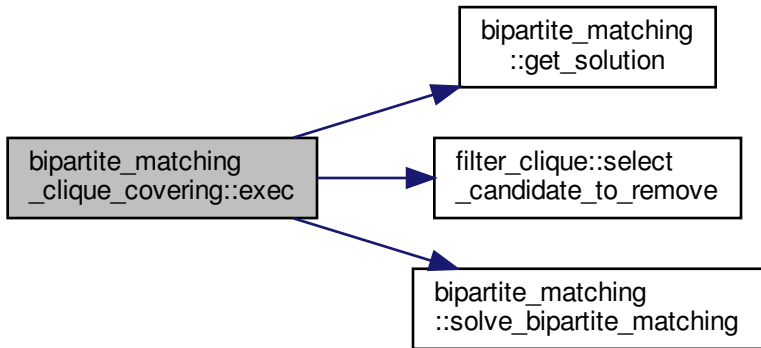 bipartite_matching
::get_solution
bipartite_matching
_clique_covering::exec
filter_clique::select
_candidate_to_remove
bipartite_matching
::solve_bipartite_matching